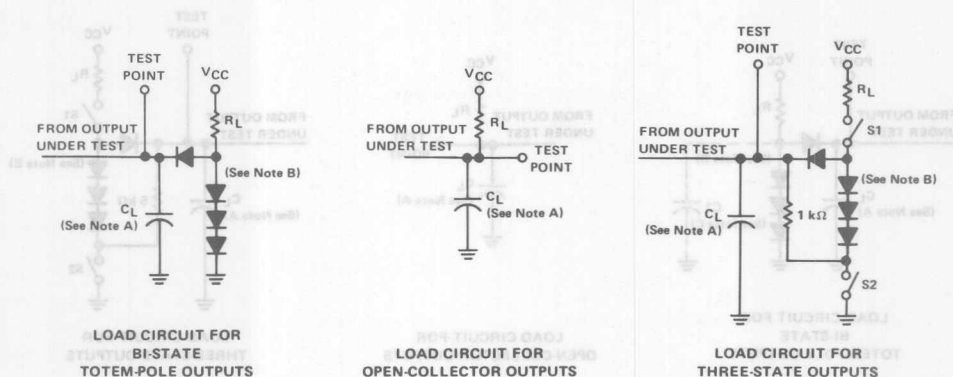 TEST
POINT
VCC
RL
FROM OUTPUT
UNDER TEST
(See Note B)
CL
(See Note A)
LOAD CIRCUIT FOR
BI-STATE
TOTEM-POLE OUTPUTS
VCC
RL
FROM OUTPUT
UNDER TEST
TEST
POINT
CL
(See Note A)
LOAD CIRCUIT FOR
OPEN-COLLECTOR OUTPUTS
TEST
POINT
VCC
RL
S1
FROM OUTPUT
UNDER TEST
(See Note B)
CL
(See Note A)
1 kΩ
S2
LOAD CIRCUIT FOR
THREE-STATE OUTPUTS